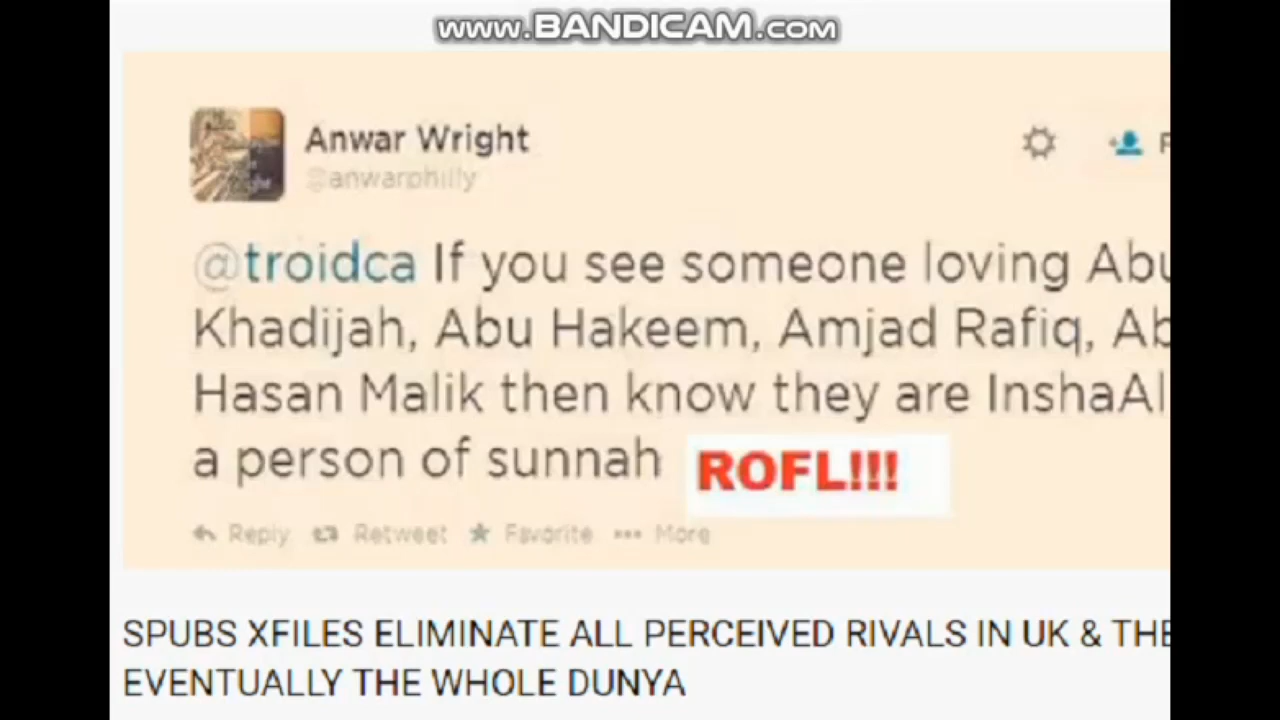 www.BANDICAM.com
Anwar Wright
@anwarphilly
@troidca If you see someone loving Abu
Khadijah, Abu Hakeem, Amjad Rafiq, Ab
Hasan Malik then know they are InshaAl
a person of sunnah ROFL!!!
Reply Retweet Favorite More
SPUBS XFILES ELIMINATE ALL PERCEIVED RIVALS IN UK & THE
EVENTUALLY THE WHOLE DUNYA